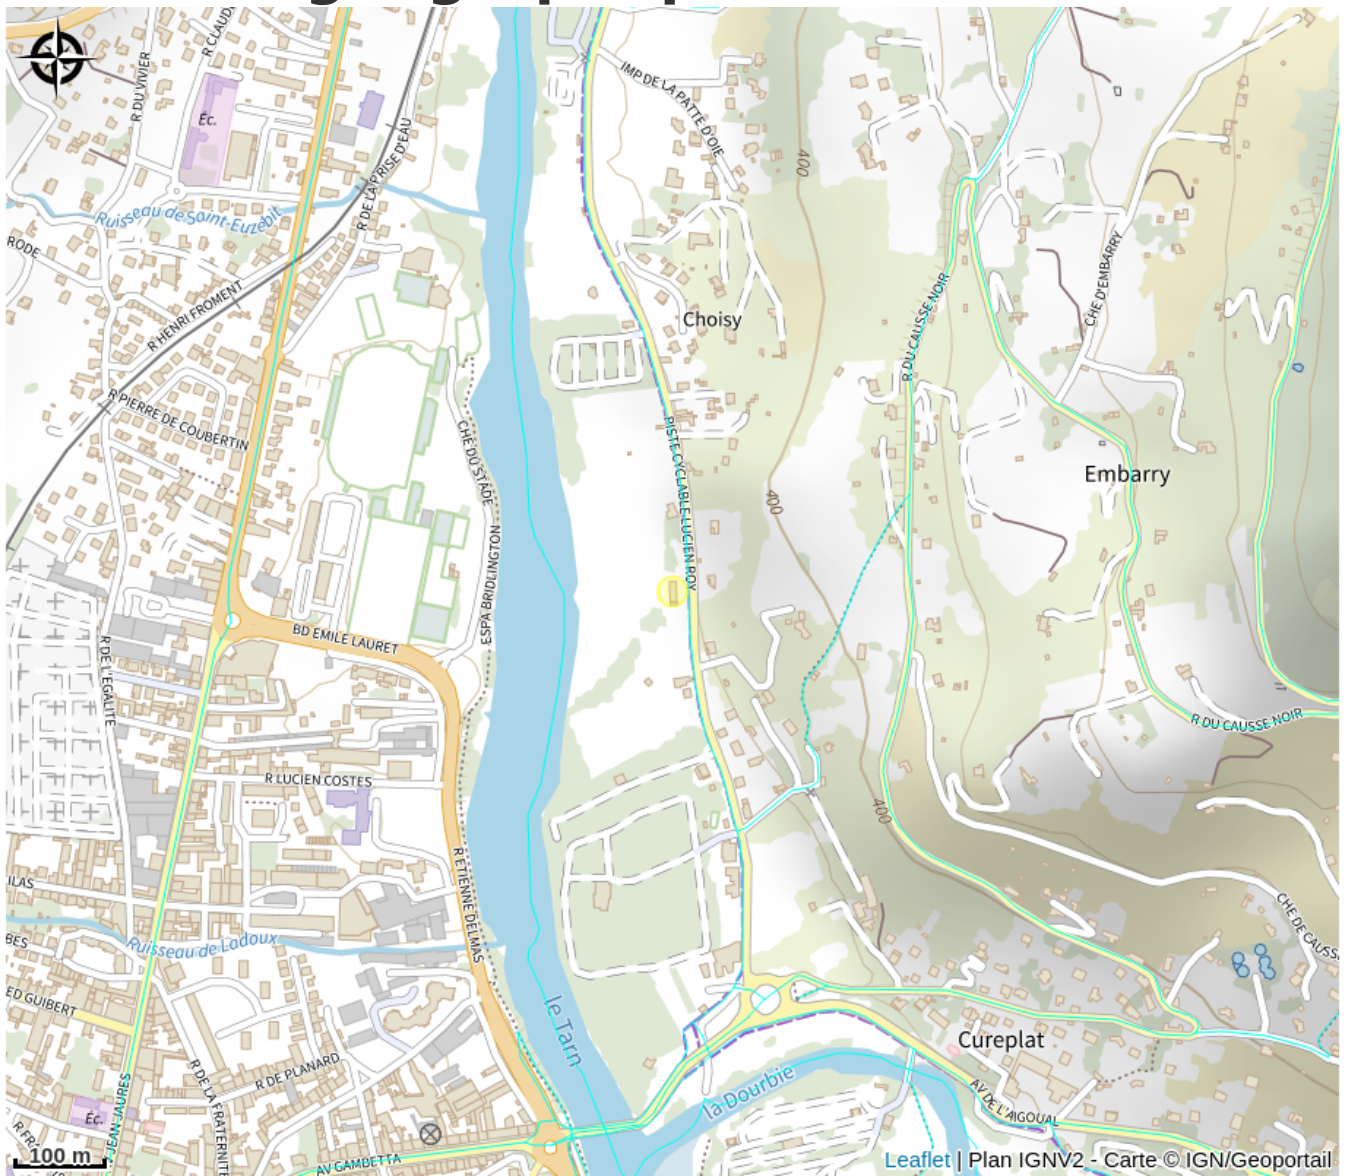 R CLAUD
R DU VIVIER
IMP DE LA PATTE D'OIE
Éc.
R DE LA PRISE D'EAU
400
Ruisseau de Saint-Euzébit
RODE
CHE D'EMBARRY
R HENRI FROMENT
R DU CAUSSE NOIR
Choisy
R PIERRE DE COUBERTIN
PISTE CYCLABLE LUCIEN ROY
CHE DU STADE
Embarry
400
ESPA BRIDLINGTON
BD EMILE LAURET
R DE L'EGALITE
R DU CAUSSE NOIR
R LUCIEN COSTES
400
R ETIENNE DELMAS
ILAS
CHE DE CAUSS
BES
Ruisseau de Ladoux
ED GUIBERT
le Tarn
Cureplat
R DE PLANARD
R DE LA FRATERNITE
la Dourbie
AV DE L'AIGOUAL
JEAN JAURES
Éc.
R FR
AV GAMBETTA
100 m
Leaflet | Plan IGNV2 - Carte © IGN/Geoportail